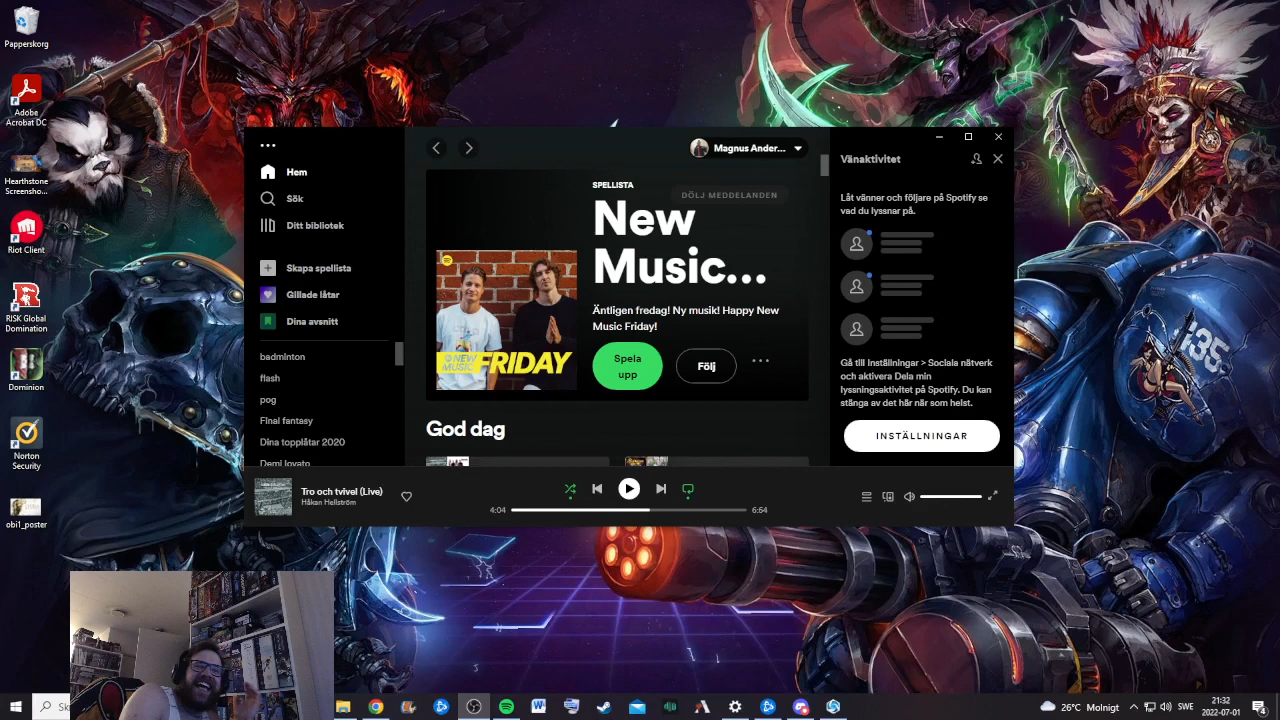 Papperskorg
Adobe
Acrobat DC
Hearthstone
Screensho...
Riot Client
RISK Global
Domination
Dominion
Norton
Security
obi1_poster
Hem
Sök
Ditt bibliotek
Skapa spellista
Gillade låtar
Dina avsnitt
badminton
flash
pog
Final fantasy
Dina topplåtar 2020
Demi lovato
Magnus Ander...
SPELLISTA
DÖLJ MEDDELANDEN
New
Music...
Äntligen fredag! Ny musik! Happy New
Music Friday!
NEW
MUSIC FRIDAY
Spela
upp
Följ
God dag
Vänaktivitet
Låt vänner och följare på Spotify se
vad du lyssnar på.
Gå till Inställningar > Sociala nätverk
och aktivera Dela min
lyssningsaktivitet på Spotify. Du kan
stänga av det här när som helst.
INSTÄLLNINGAR
Tro och tvivel (Live)
Håkan Hellström
4:04
6:54
435
Sk
26°C Molnigt
SWE
21:32
2022-07-01
4